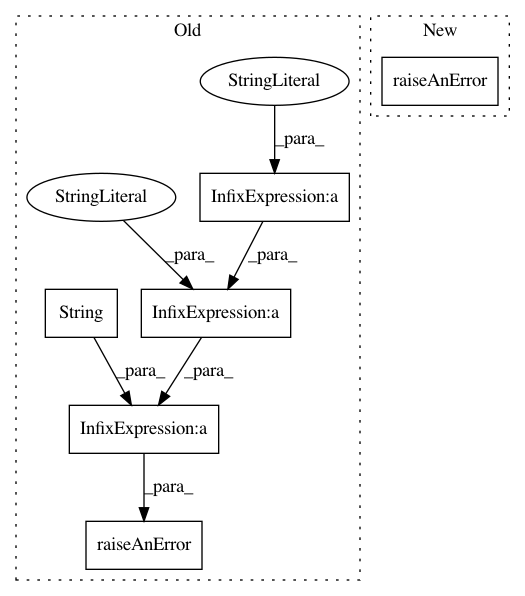 Old
New
StringLiteral
raiseAnError
_para_
StringLiteral
InfixExpression:a
_para_
_para_
String
InfixExpression:a
_para_
_para_
InfixExpression:a
_para_
raiseAnError